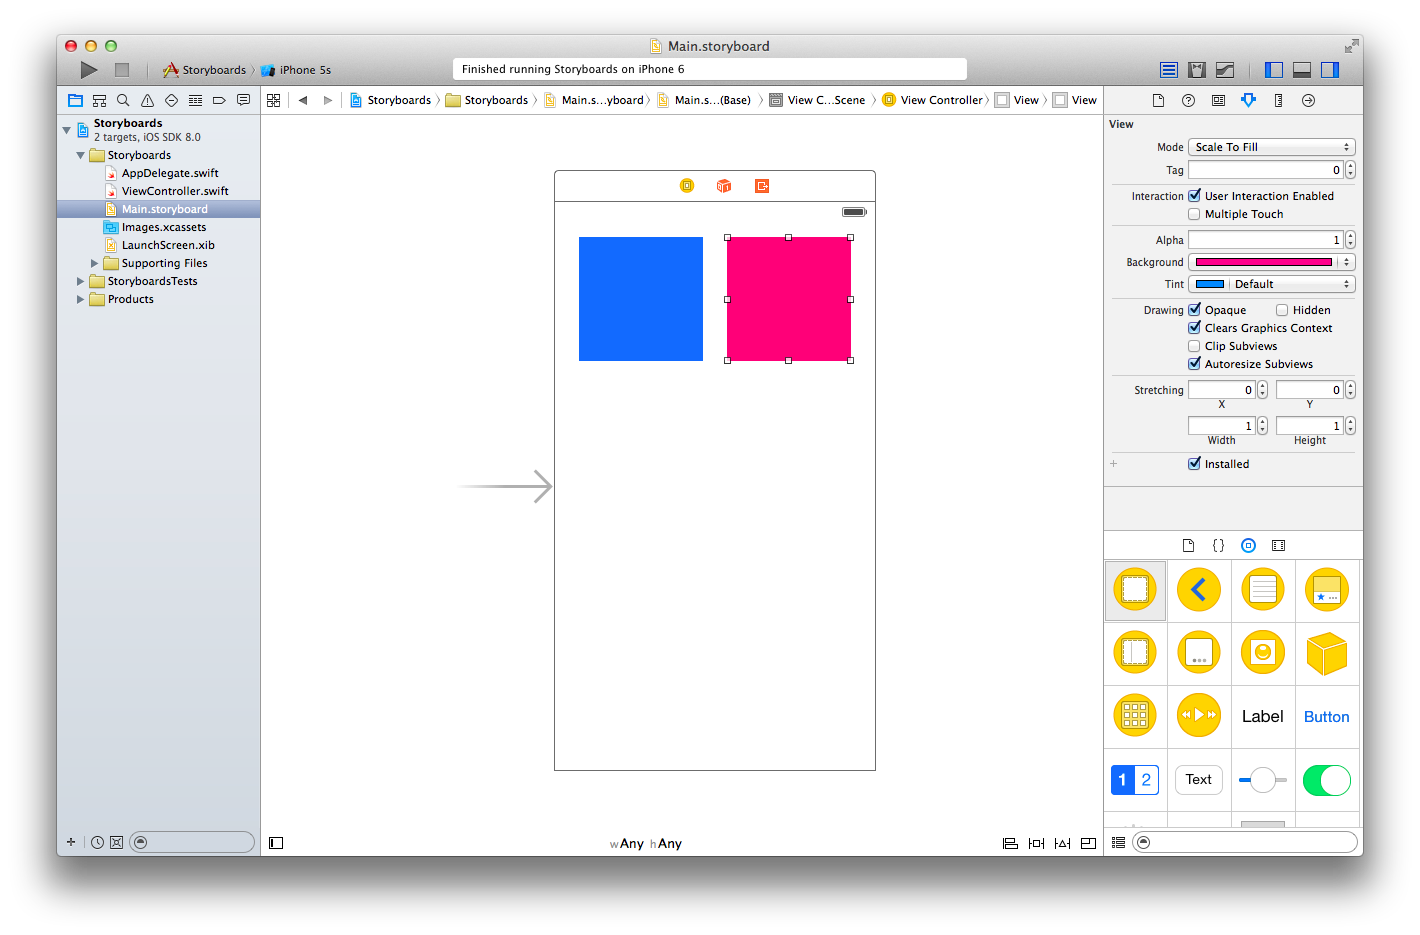 Main.storyboard
Storyboards
iPhone 5s
Finished running Storyboards on iPhone 6
Storyboards
Storyboards
Main.s...yboard
Main.s...(Base)
View C...Scene
View Controller
View
View
Storyboards
2 targets, iOS SDK 8.0
Storyboards
AppDelegate.swift
ViewController.swift
Main.storyboard
Images.xcassets
LaunchScreen.xib
Supporting Files
StoryboardsTests
Products
wAny hAny
View
Mode Scale To Fill
Tag 0
Interaction User Interaction Enabled
Multiple Touch
Alpha 1
Background
Tint Default
Drawing Opaque Hidden
Clears Graphics Context
Clip Subviews
Autoresize Subviews
Stretching 0 0
X Y
1 1
Width Height
Installed
{}
Label Button
1 2 Text